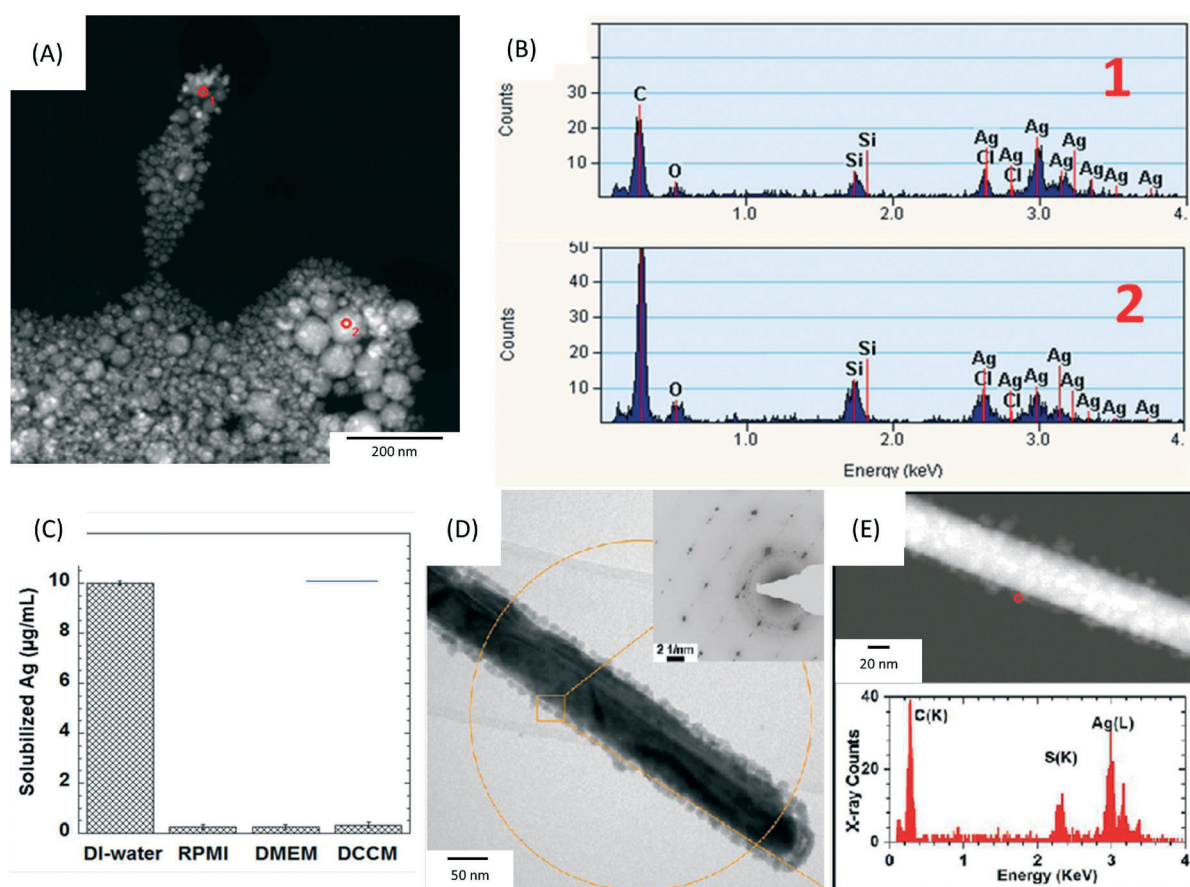 (A)
1
2
200 nm
(B)
1
Counts
30
20
10
C
O
Si
Si
Ag
Cl
Ag
Cl
Ag
Ag
Ag
Ag
Ag
Ag
1.0 2.0 3.0 4.
2
Counts
50
40
30
20
10
O
Si
Si
Ag
Cl
Ag
Cl
Ag
Ag
Ag
Ag
Ag
Ag
1.0 2.0 3.0 4.
Energy (keV)
(C)
Solubilized Ag (µg/mL)
10
8
6
4
2
0
DI-water RPMI DMEM DCCM
(D)
2 1/nm
50 nm
(E)
20 nm
X-ray Counts
40
20
0
C(K)
S(K)
Ag(L)
0 1 2 3 4
Energy (keV)